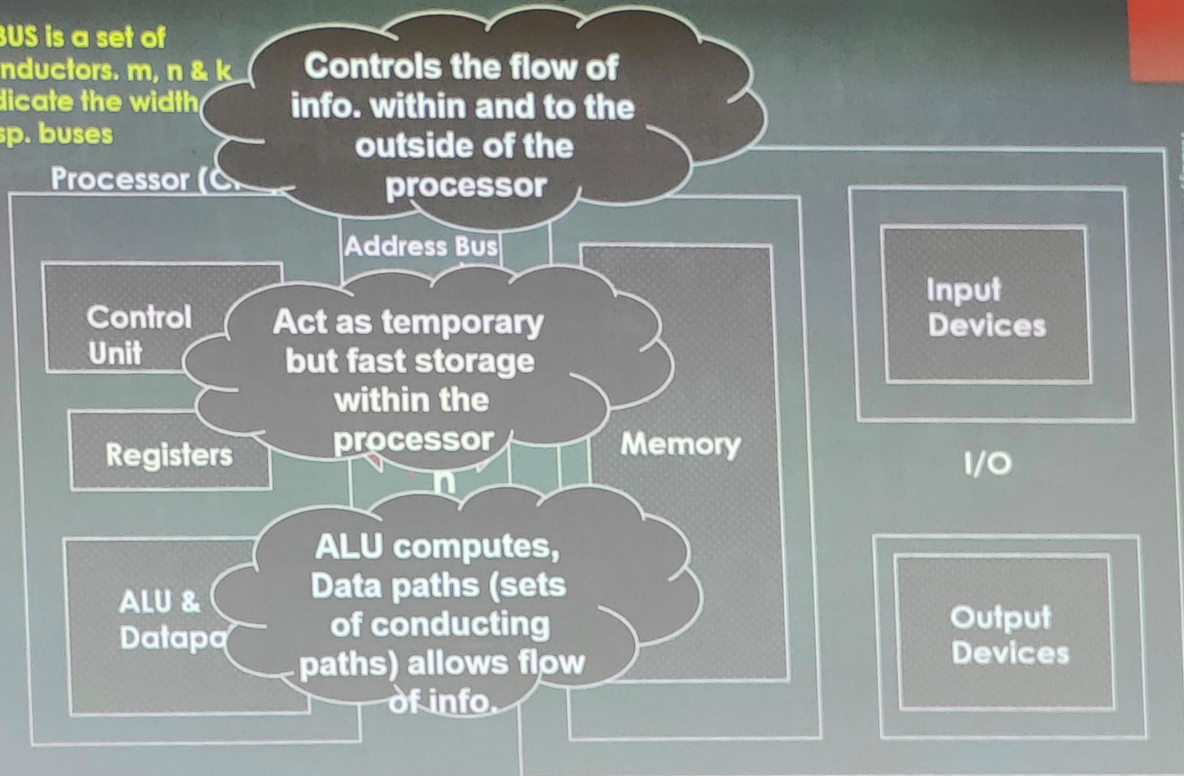 BUS is a set of
nductors. m, n & k
dicate the width
sp. buses
Controls the flow of
info. within and to the
outside of the
processor
Processor (C
Address Bus
Control
Unit
Act as temporary
but fast storage
within the
processor
Registers
n
Memory
Input
Devices
I/O
ALU &
Datapa
ALU computes,
Data paths (sets
of conducting
paths) allows flow
of info.
Output
Devices